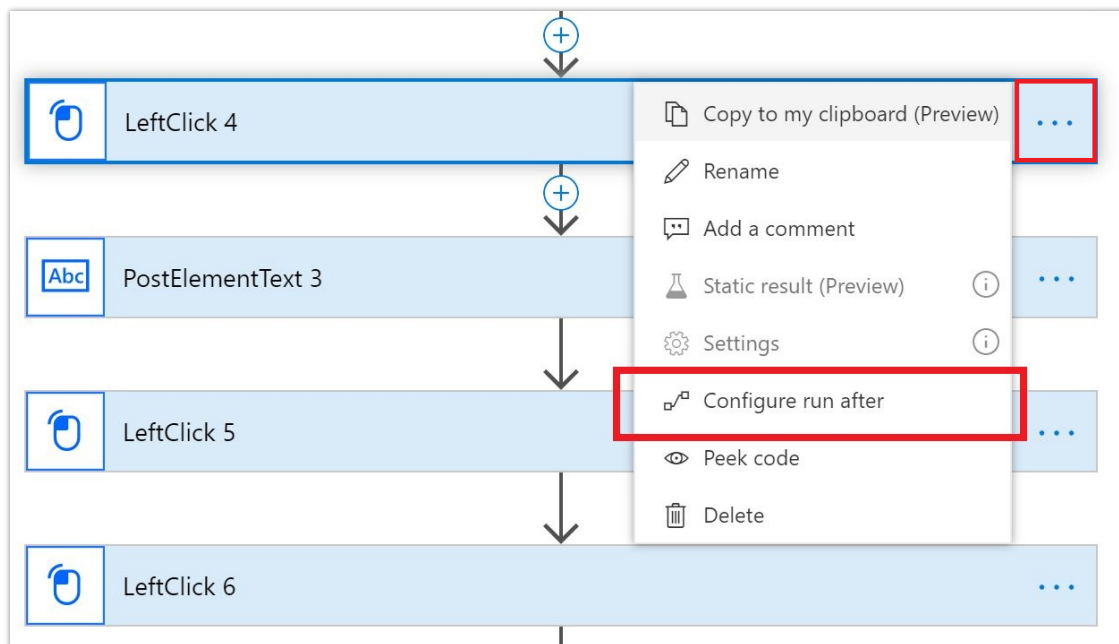 LeftClick 4
Copy to my clipboard (Preview)
Rename
Add a comment
Abc
PostElementText 3
Static result (Preview)
Settings
Configure run after
LeftClick 5
Peek code
Delete
LeftClick 6